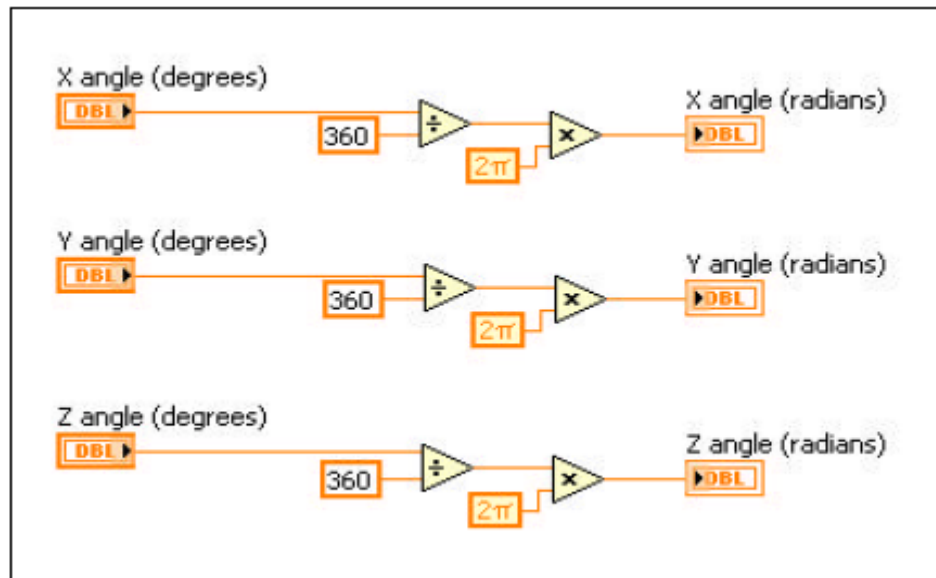 X angle (degrees)
DBL
360
÷
2π
×
X angle (radians)
DBL
Y angle (degrees)
DBL
360
÷
2π
×
Y angle (radians)
DBL
Z angle (degrees)
DBL
360
÷
2π
×
Z angle (radians)
DBL